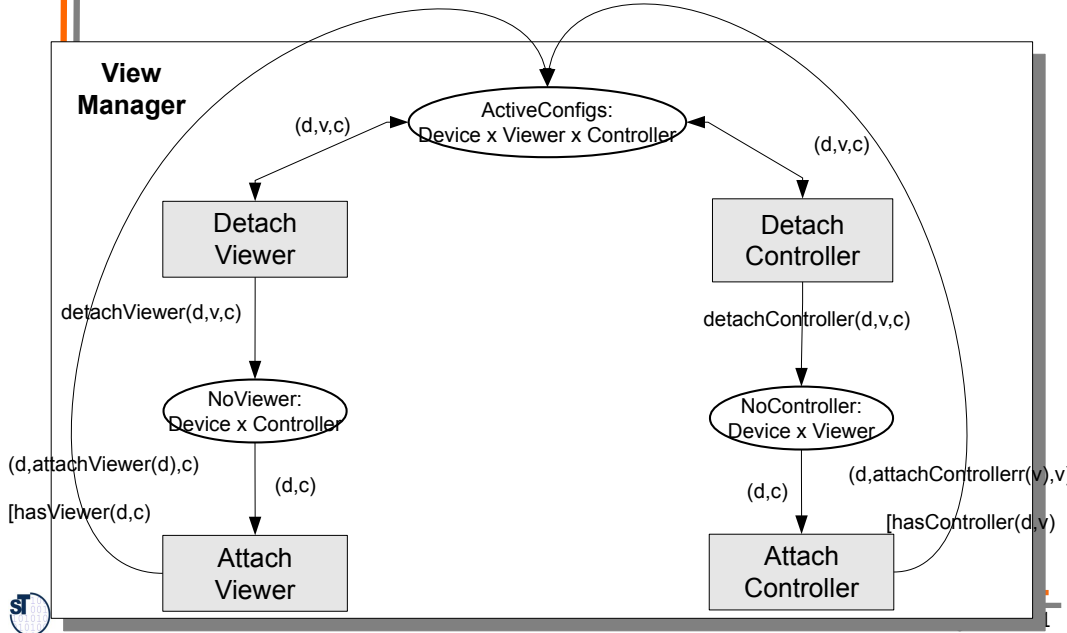 View
Manager
ActiveConfigs:
Device x Viewer x Controller
(d,v,c)
(d,v,c)
Detach
Viewer
Detach
Controller
detachViewer(d,v,c)
detachController(d,v,c)
NoViewer:
Device x Controller
NoController:
Device x Viewer
(d,attachViewer(d),c)
(d,c)
[hasViewer(d,c)
(d,c)
(d,attachControllerr(v),v)
[hasController(d,v)
Attach
Viewer
Attach
Controller
ST